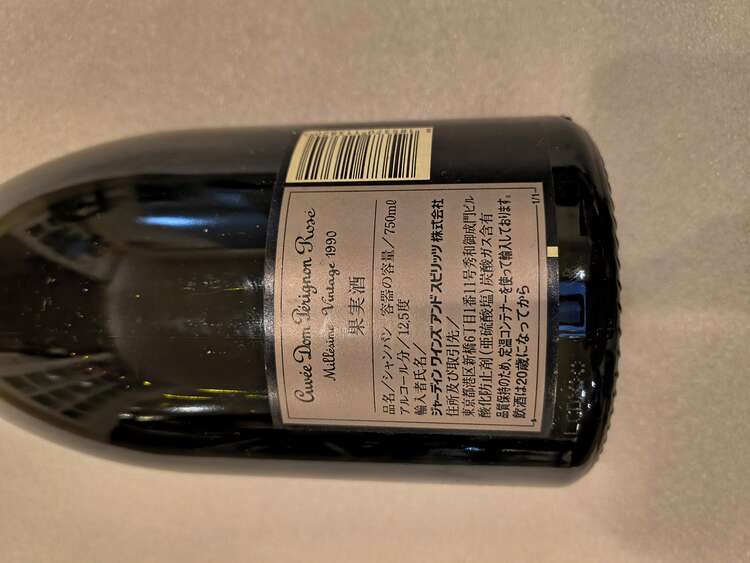 Cuvée Dom Pérignon Rosé
Millésime Vintage 1990
果実酒
品名/シャンパン 容器の容量/750mℓ
アルコール分/12.5度
輸入者氏名/
ジャーディン ワインズ アンド スピリッツ 株式会社
住所及び取引先/
東京都港区新橋6丁目1番11号秀和御成門ビル
酸化防止剤(亜硫酸塩)炭酸ガス含有
品質保持のため、定温コンテナーを使って輸入しております。
飲酒は20歳になってから
1/1